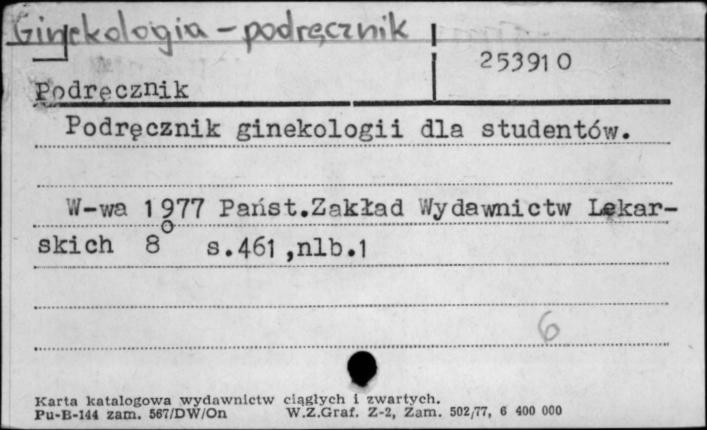 Ginekologia - podręcznik
253910
Podręcznik
Podręcznik ginekologii dla studentów.
W-wa 1977 Państ.Zakład Wydawnictw Lekar-
skich 8° s.461,nlb.1
6
Karta katalogowa wydawnictw ciągłych i zwartych.
Pu-B-144 zam. 567/DW/On W.Z.Graf. Z-2, Zam. 502/77, 6 400 000